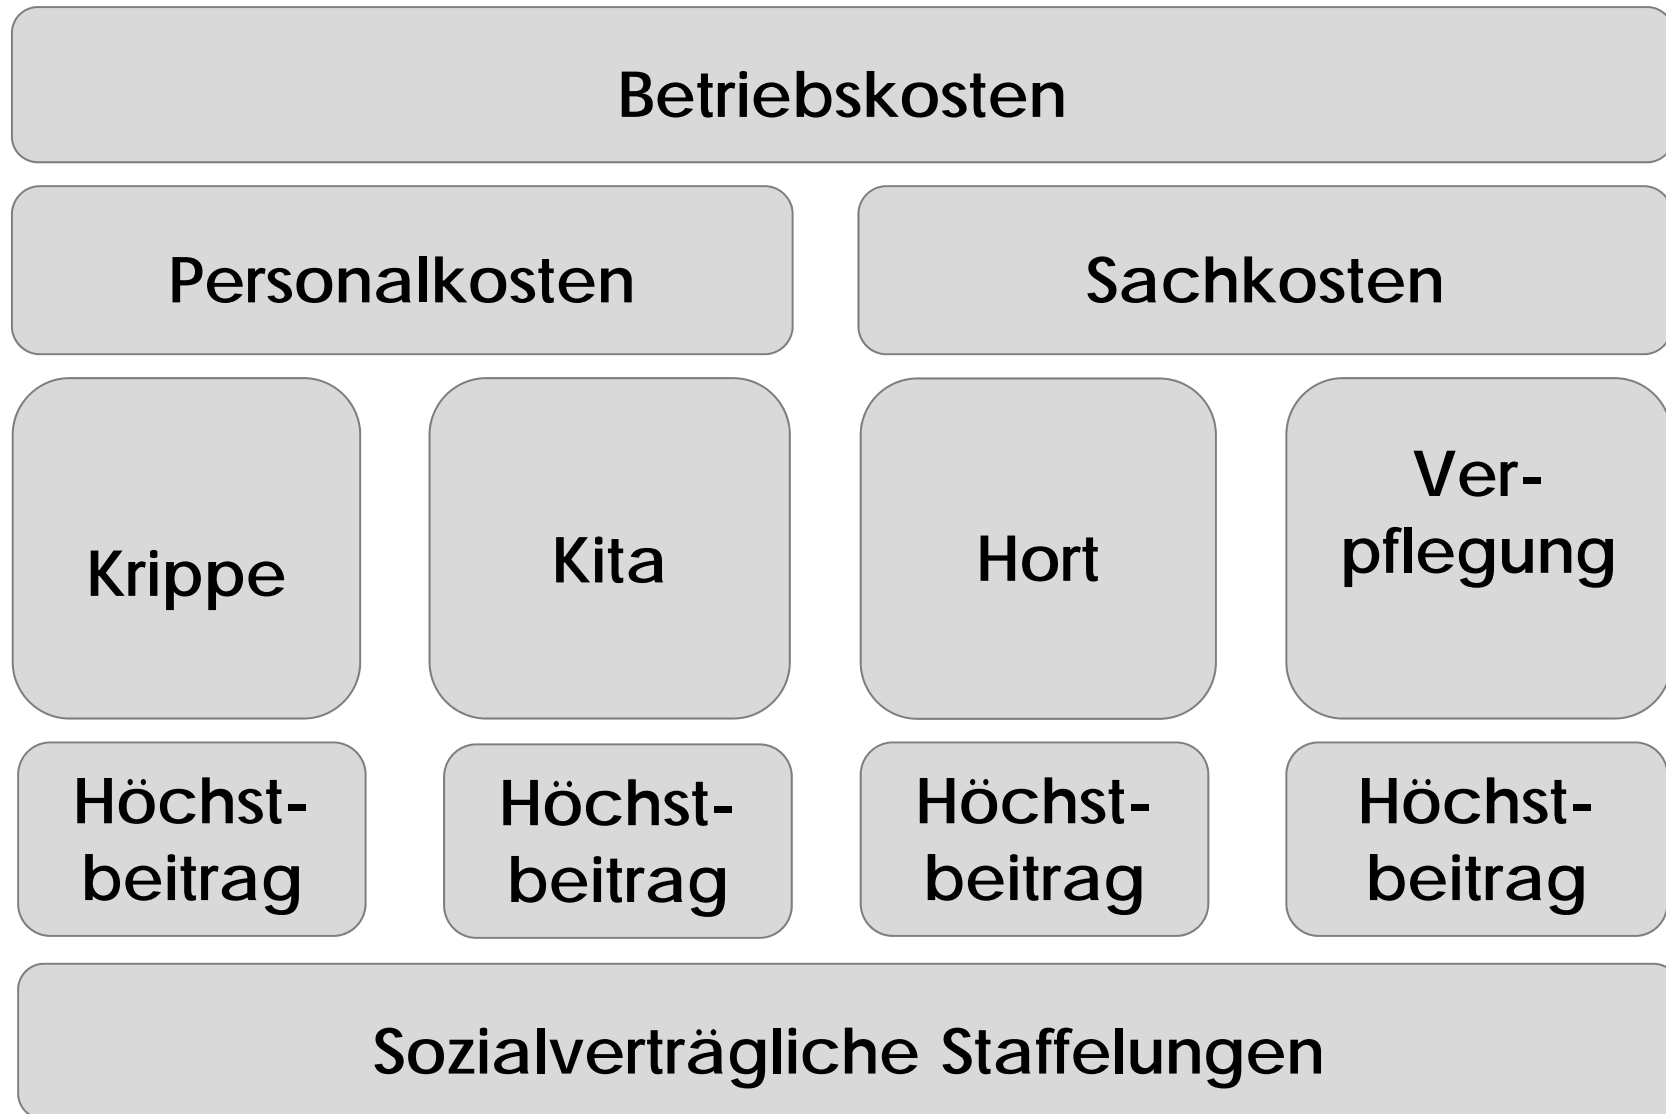 Betriebskosten
Personalkosten
Sachkosten
Krippe
Kita
Hort
Ver-
pflegung
Höchst-
beitrag
Höchst-
beitrag
Höchst-
beitrag
Höchst-
beitrag
Sozialverträgliche Staffelungen